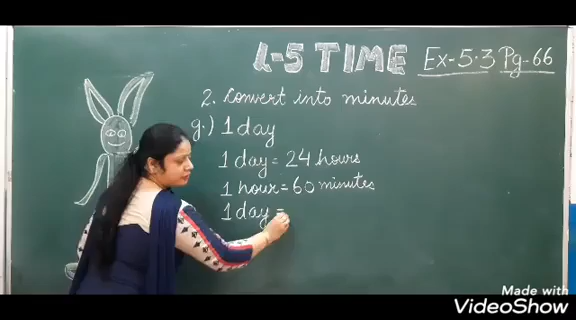 L-5 TIME Ex-5.3 Pg-66
2. Convert into minutes
g.) 1 day
1 day = 24 hours
1 hour = 60 minutes
1 day =
Made with
VideoShow